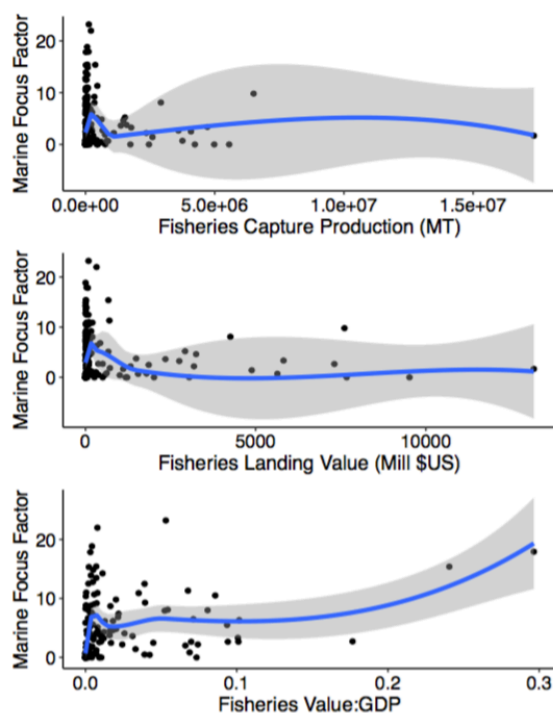 Marine Focus Factor
20
10
0
0.0e+00 5.0e+06 1.0e+07 1.5e+07
Fisheries Capture Production (MT)
Marine Focus Factor
20
10
0
0 5000 10000
Fisheries Landing Value (Mill $US)
Marine Focus Factor
20
10
0
0.0 0.1 0.2 0.3
Fisheries Value:GDP